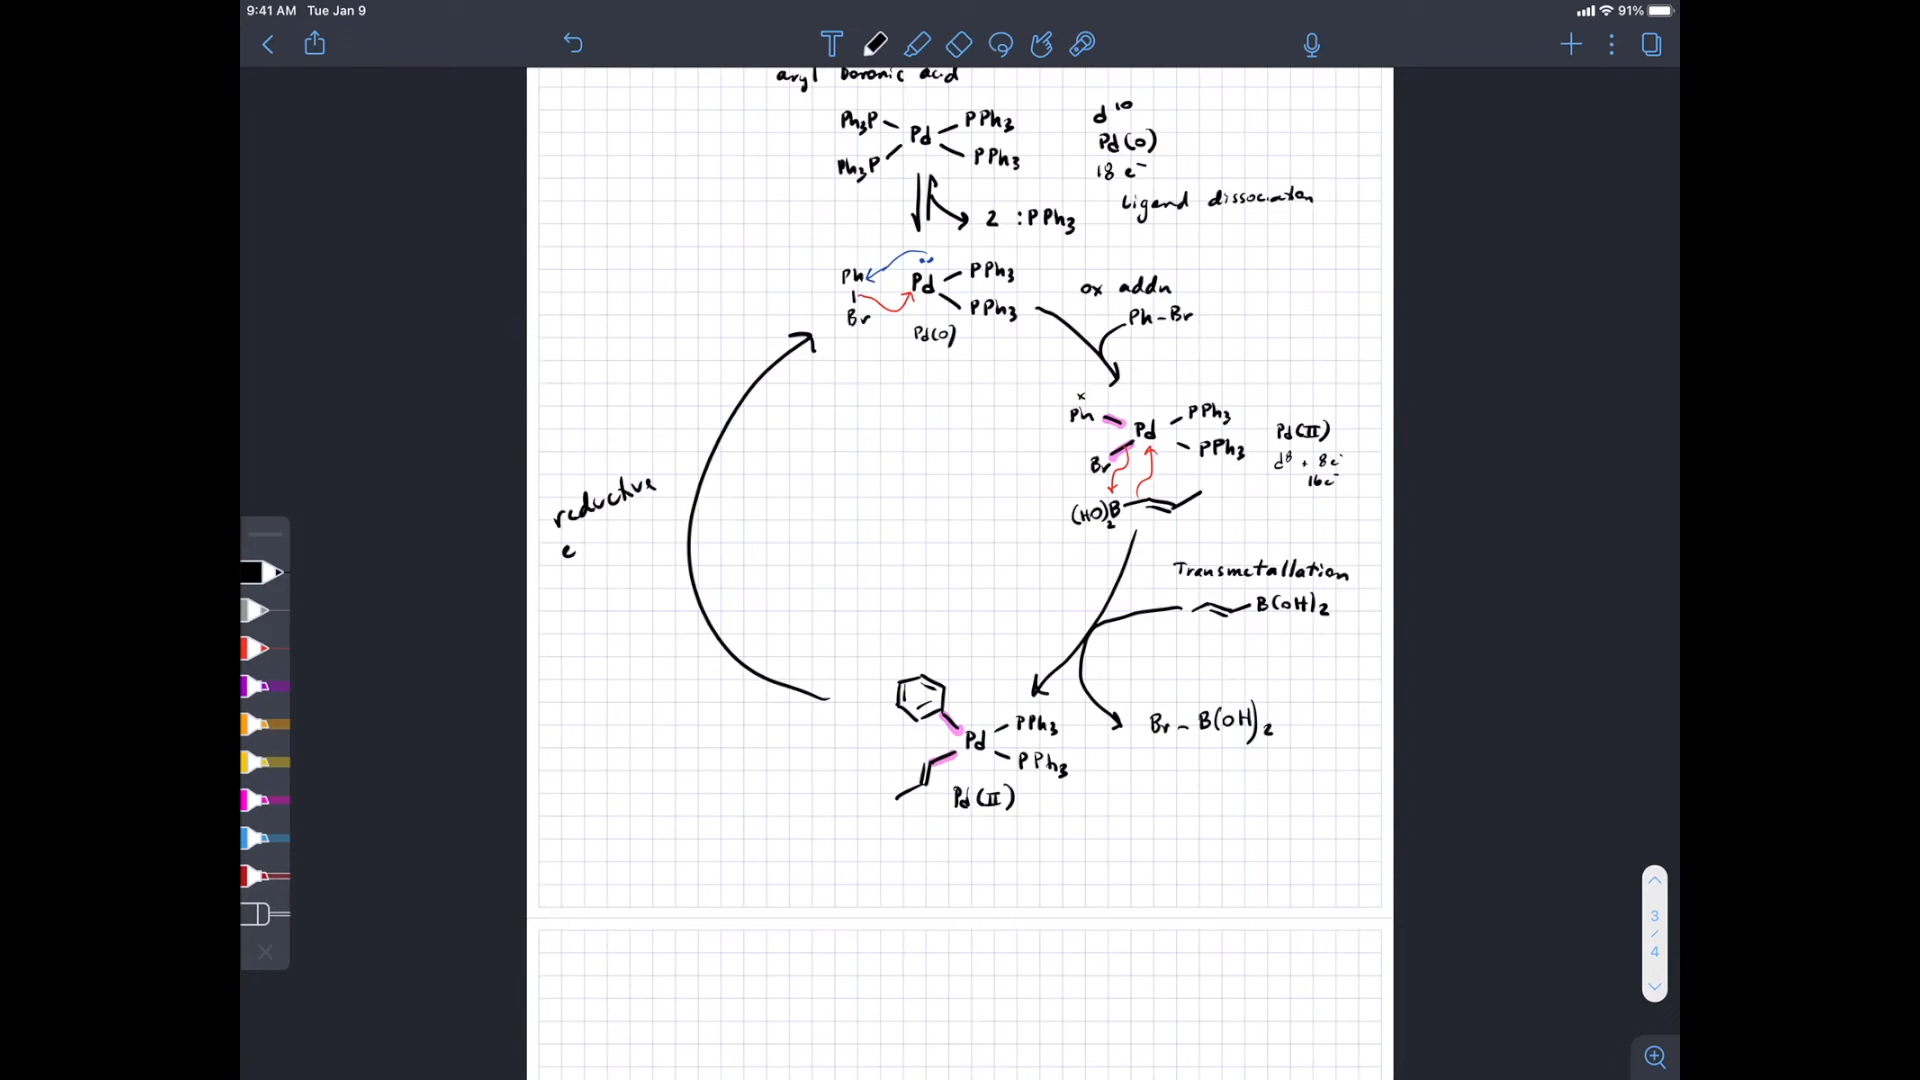 9:41 AM Tue Jan 9
91%
T
aryl boronic acid
Ph3P PPh3
Pd
Ph3P PPh3
d10
Pd(0)
18 e-
Ligand dissociaton
2 :PPh3
Ph Pd PPh3
Br PPh3
Pd(0)
ox addn
Ph-Br
x
Ph Pd PPh3
Br PPh3
Pd(II)
d8 + 8e-
16e-
(HO)2B
reductive
e
Transmetallation
B(OH)2
Pd PPh3
PPh3
Pd(II)
Br-B(OH)2
3
/
4